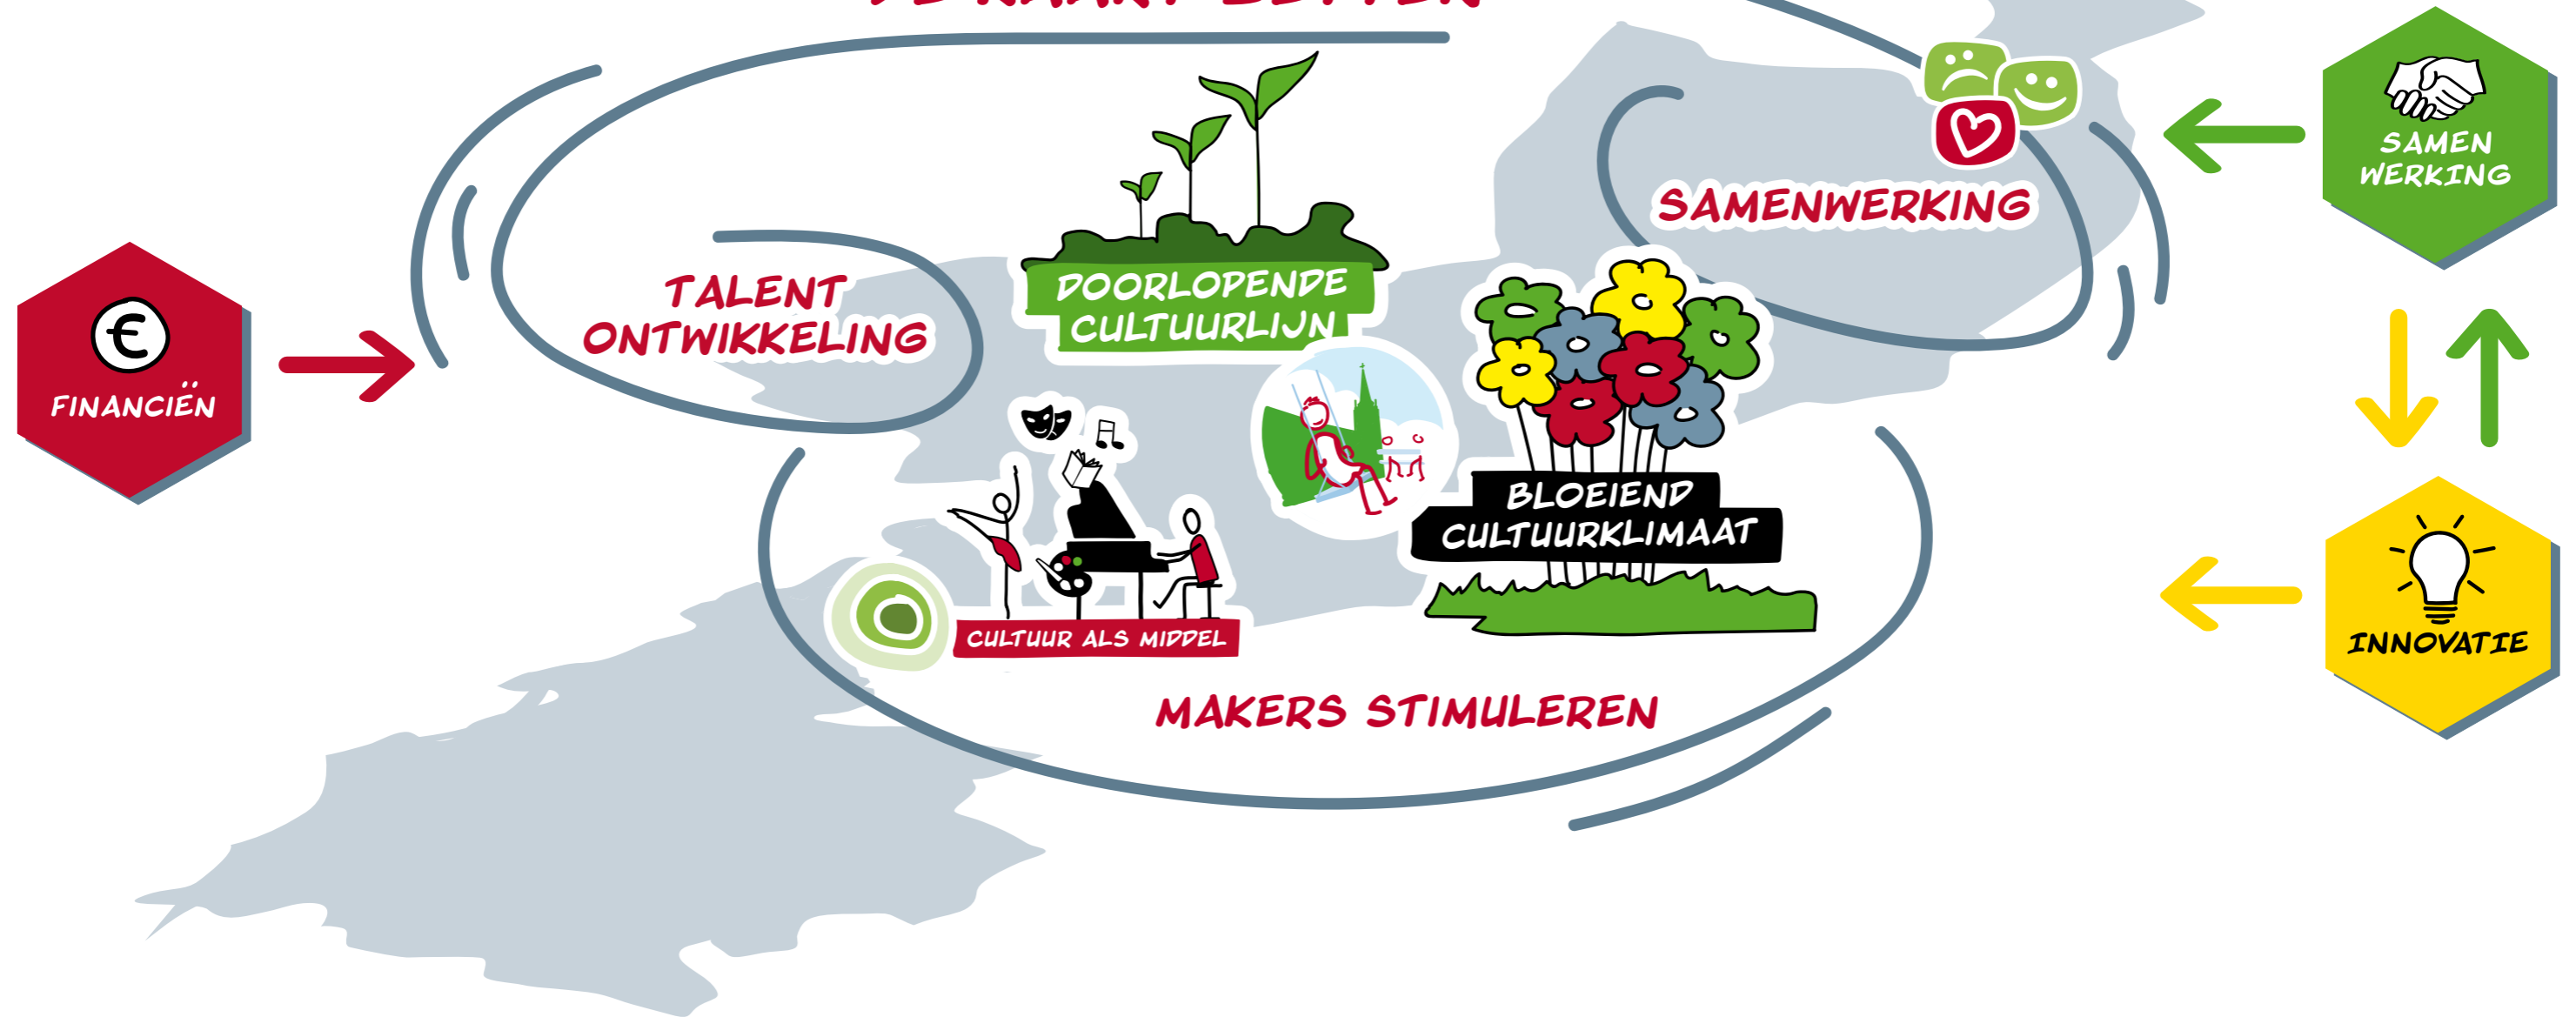 SAMEN
WERKING
SAMENWERKING
DOORLOPENDE
CULTUURLIJN
TALENT
ONTWIKKELING
€
FINANCIËN
BLOEIEND
CULTUURKLIMAAT
CULTUUR ALS MIDDEL
INNOVATIE
MAKERS STIMULEREN